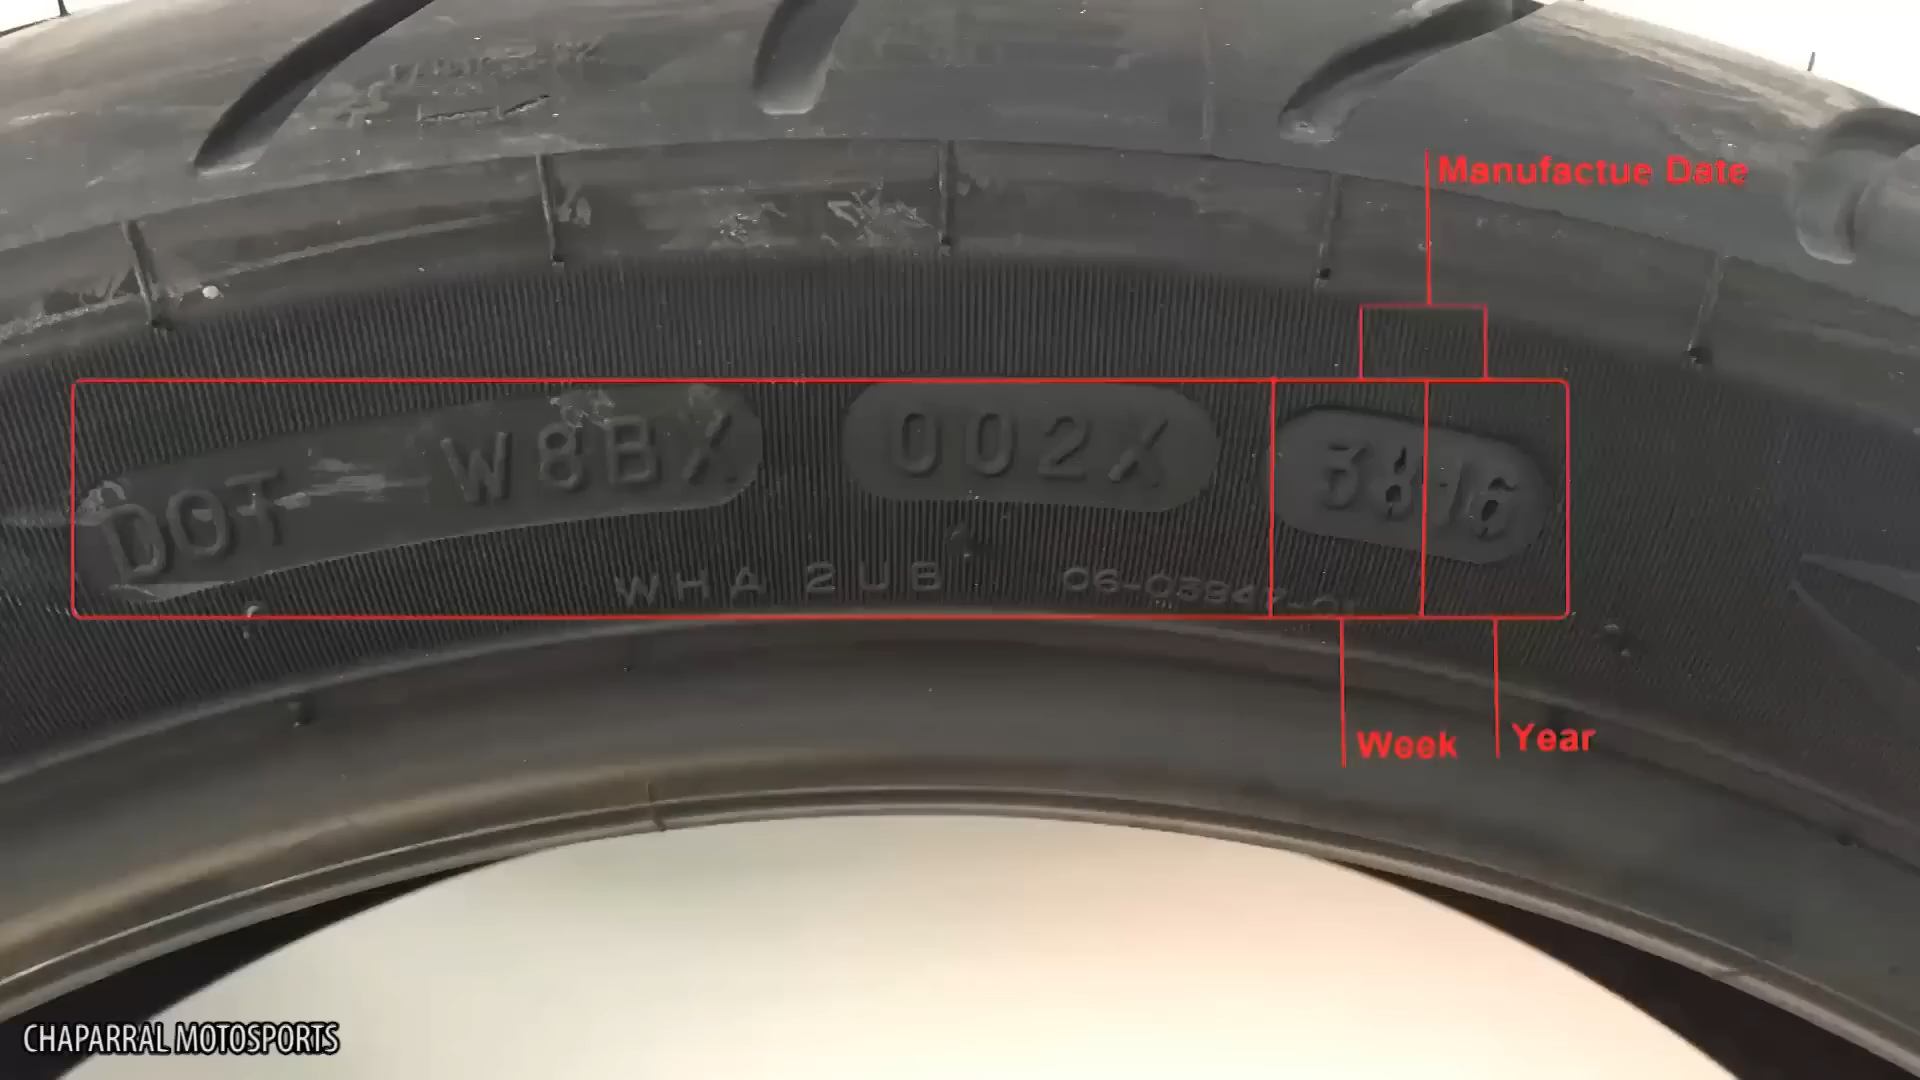 Manufactue Date
DOT W8BX 002X 3816
WHA 2UB
Week Year
CHAPARRAL MOTOSPORTS